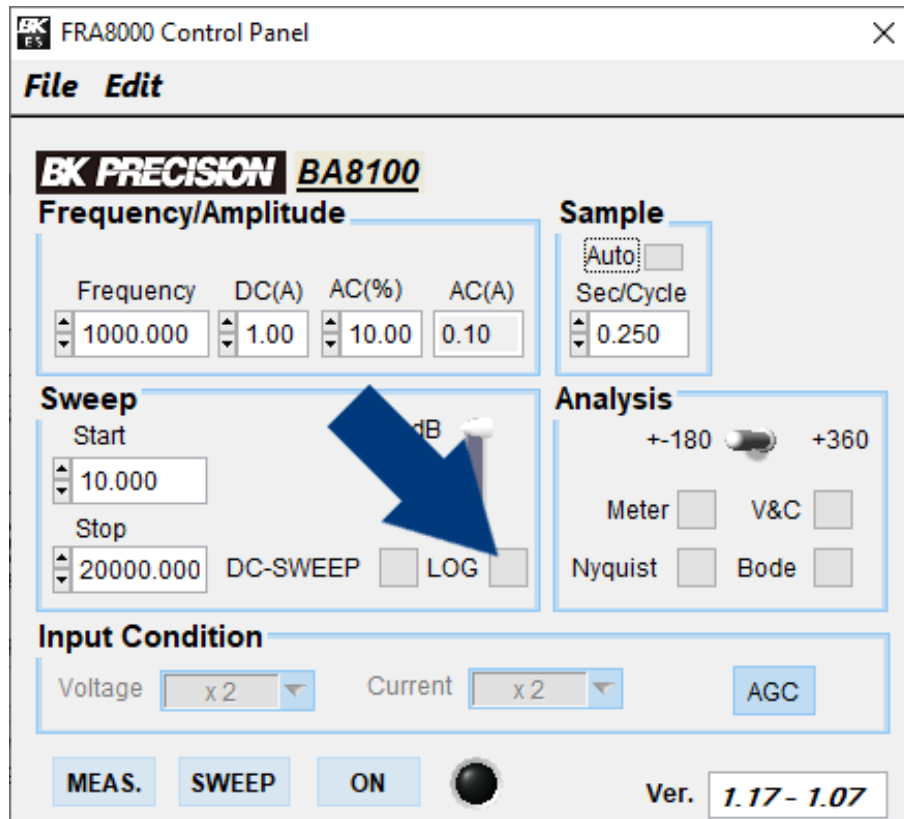 BK
ES
FRA8000 Control Panel
File Edit
BK PRECISION BA8100
Frequency/Amplitude
Frequency DC(A) AC(%) AC(A)
1000.000 1.00 10.00 0.10
Sample
Auto
Sec/Cycle
0.250
Sweep
Start
10.000
dB
Stop
20000.000 DC-SWEEP LOG
Analysis
+-180 +360
Meter V&C
Nyquist Bode
Input Condition
Voltage x 2 Current x 2 AGC
MEAS. SWEEP ON
Ver. 1.17 - 1.07